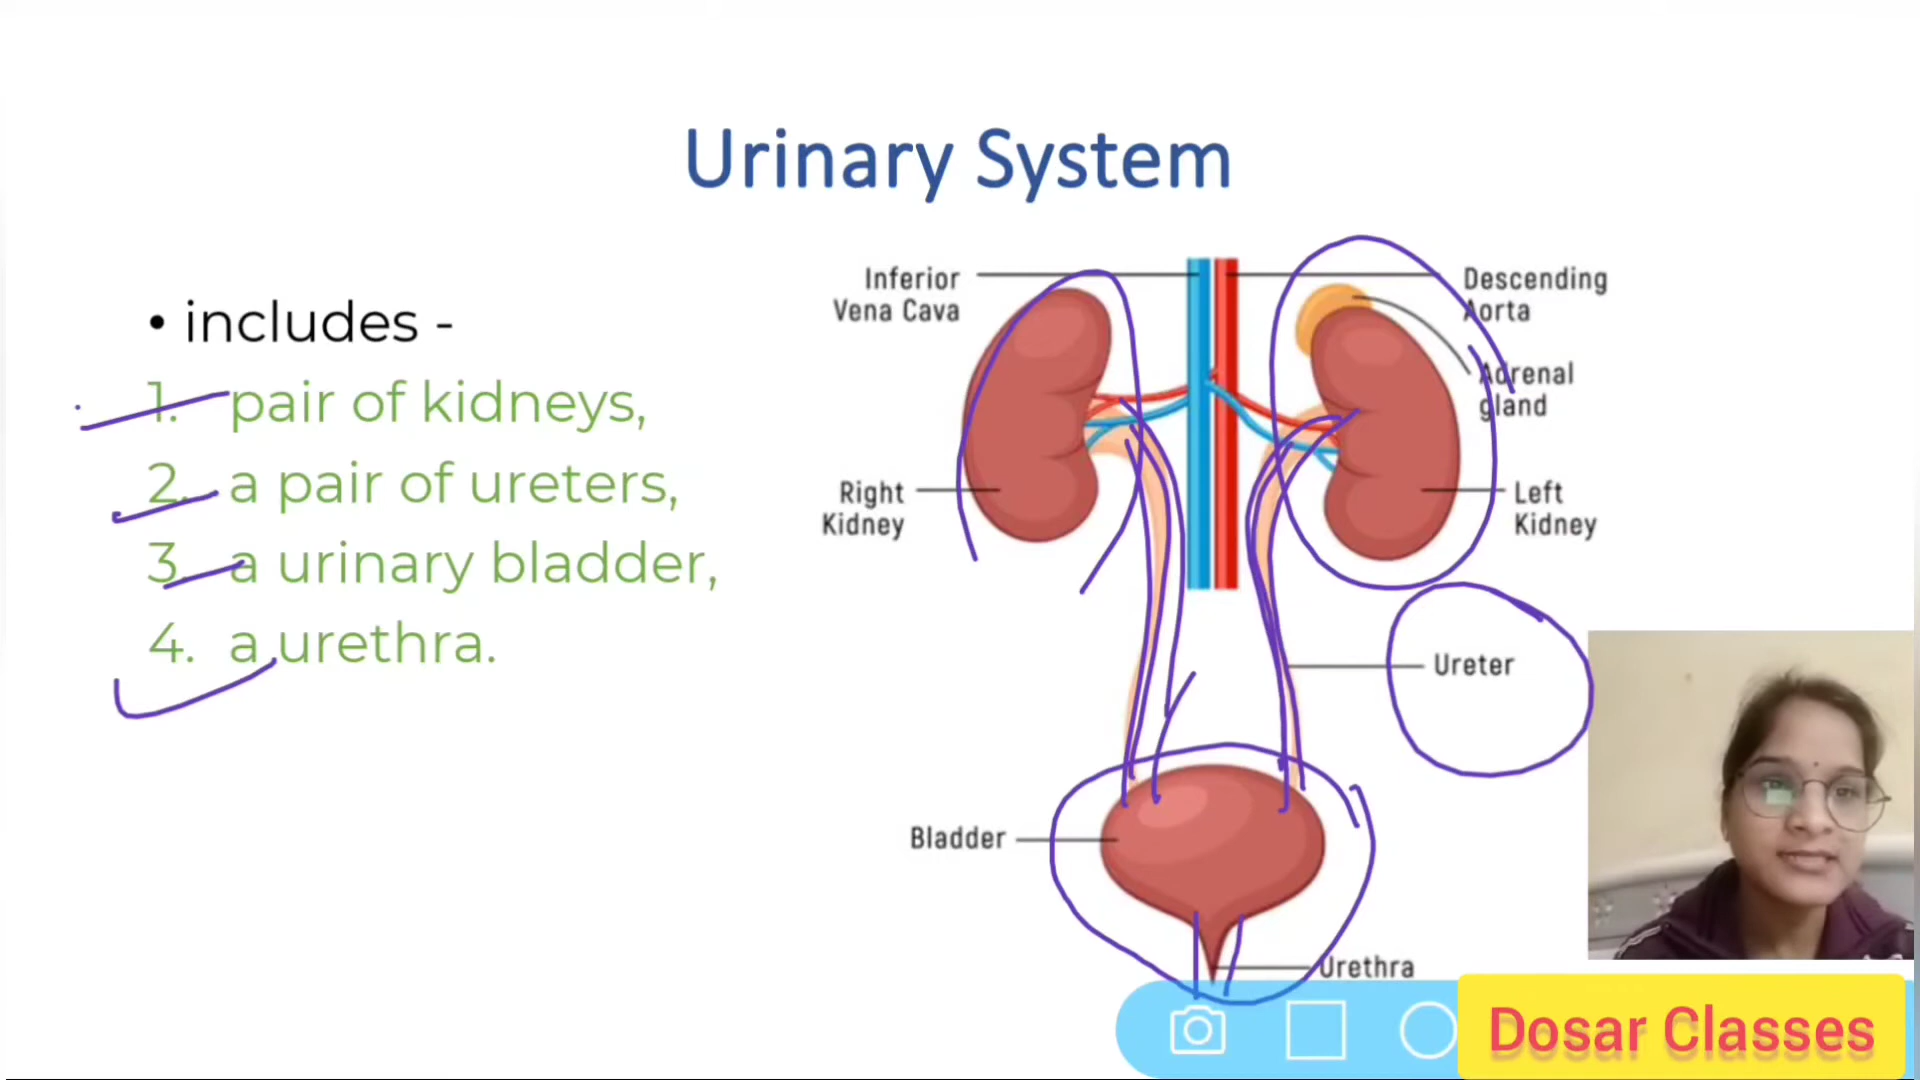 Urinary System
• includes -
1. pair of kidneys,
2. a pair of ureters,
3. a urinary bladder,
4. a urethra.
Inferior
Vena Cava
Descending
Aorta
Adrenal
gland
Right
Kidney
Left
Kidney
Ureter
Bladder
Urethra
Dosar Classes